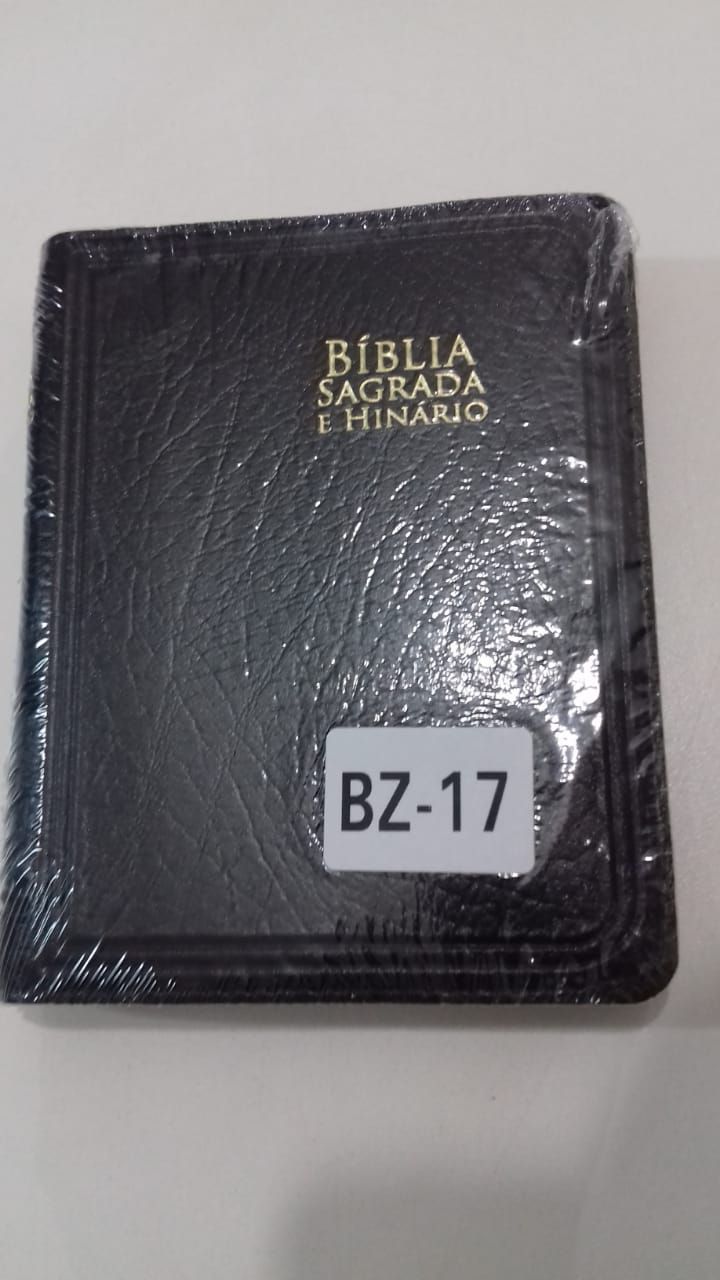 BÍBLIA
SAGRADA
E HINÁRIO
BZ-17